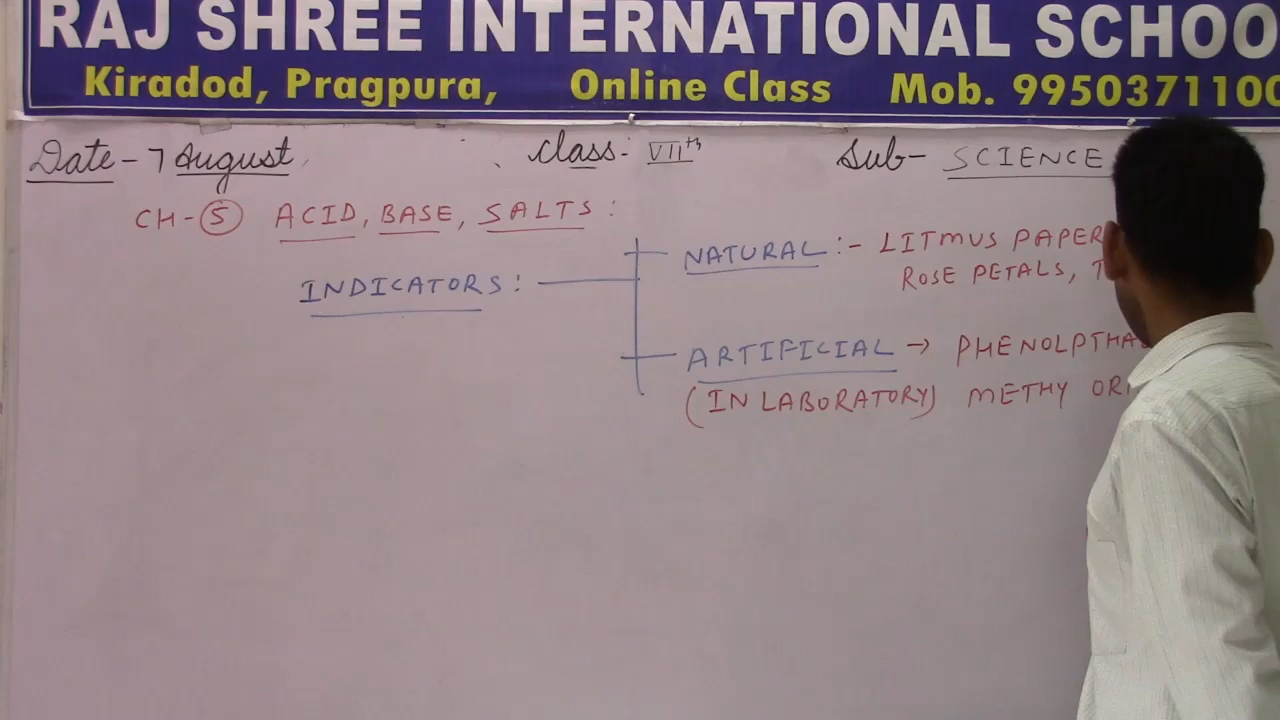 RAJ SHREE INTERNATIONAL SCHOO
Kiradod, Pragpura, Online Class Mob. 9950371100
Date - 7 August Class: VIIth Sub- SCIENCE
CH-5 ACID, BASE, SALTS:
INDICATORS:
NATURAL :- LITMUS PAPER
ROSE PETALS, T
ARTIFICIAL → PHENOLPTHA
(IN LABORATORY) METHY OR